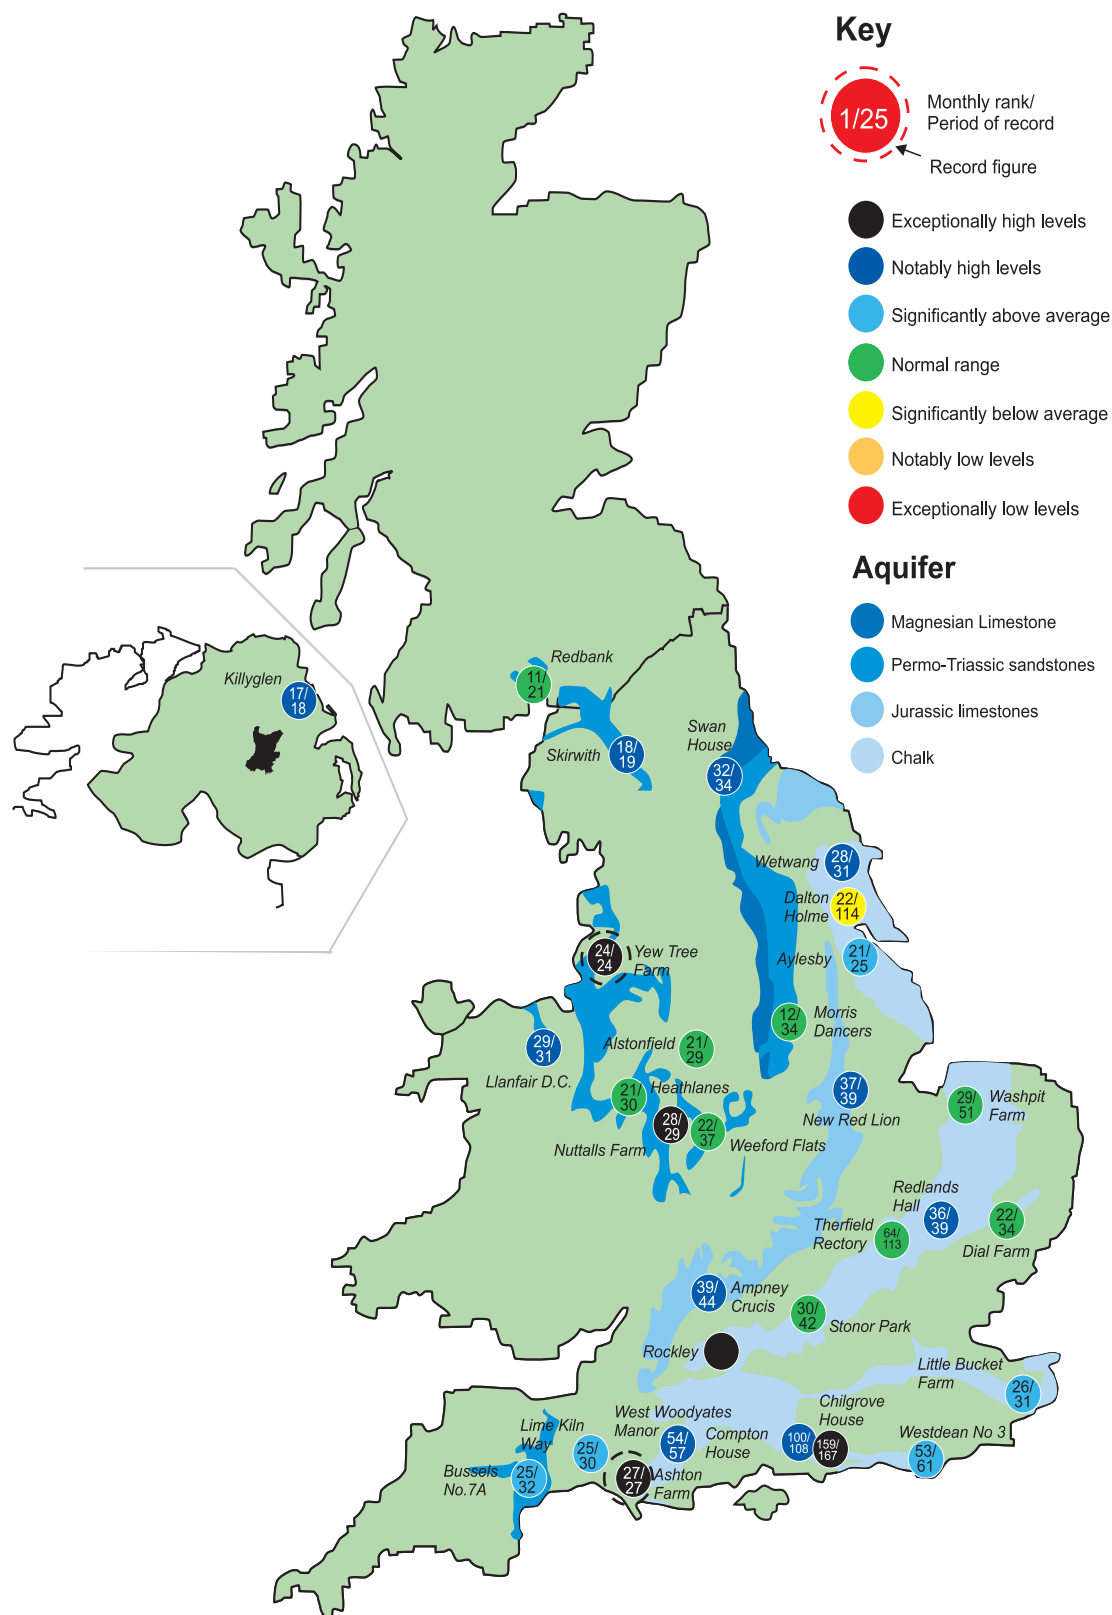 Key
1/25
Monthly rank/
Period of record
Record figure
Exceptionally high levels
Notably high levels
Significantly above average
Normal range
Significantly below average
Notably low levels
Exceptionally low levels
Aquifer
Magnesian Limestone
Permo-Triassic sandstones
Jurassic limestones
Chalk
Killyglen
17/
18
Redbank
11/
21
Skirwith
18/
19
Swan
House
32/
34
Wetwang
28/
31
Dalton
Holme
22/
114
Aylesby
21/
25
Yew Tree
Farm
24/
24
Morris
Dancers
12/
34
Llanfair D.C.
29/
31
Alstonfield
21/
29
Heathlanes
21/
30
Nuttalls Farm
28/
29
Weeford Flats
22/
37
New Red Lion
37/
39
Washpit
Farm
29/
51
Redlands
Hall
36/
39
Dial Farm
22/
34
Therfield
Rectory
64/
113
Ampney
Crucis
39/
44
Stonor Park
30/
42
Rockley
Little Bucket
Farm
26/
31
Chilgrove
House
159/
167
Compton
House
100/
108
Westdean No 3
53/
61
West Woodyates
Manor
54/
57
Lime Kiln
Way
25/
30
Bussels
No.7A
25/
32
Ashton
Farm
27/
27